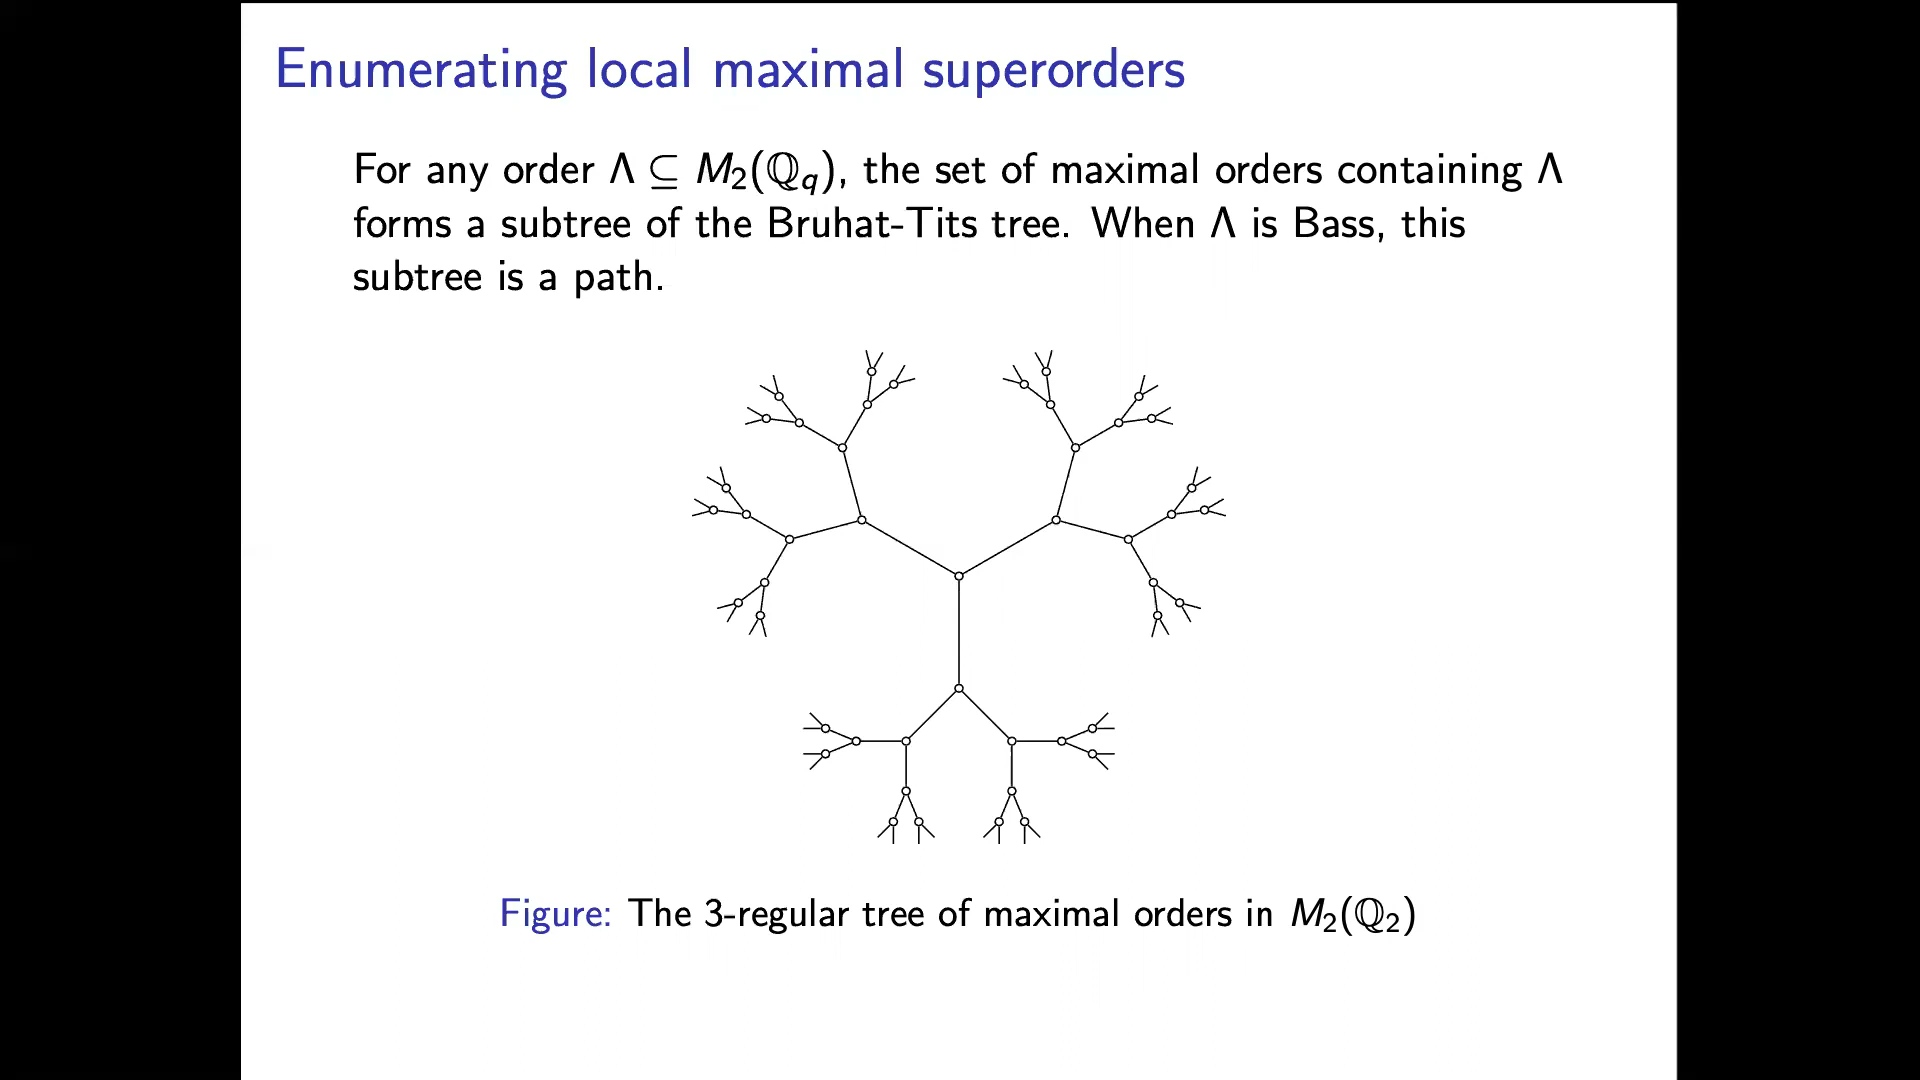 Enumerating local maximal superorders
For any order Λ ⊆ M₂(ℚ_q), the set of maximal orders containing Λ
forms a subtree of the Bruhat-Tits tree. When Λ is Bass, this
subtree is a path.
Figure: The 3-regular tree of maximal orders in M₂(ℚ₂)